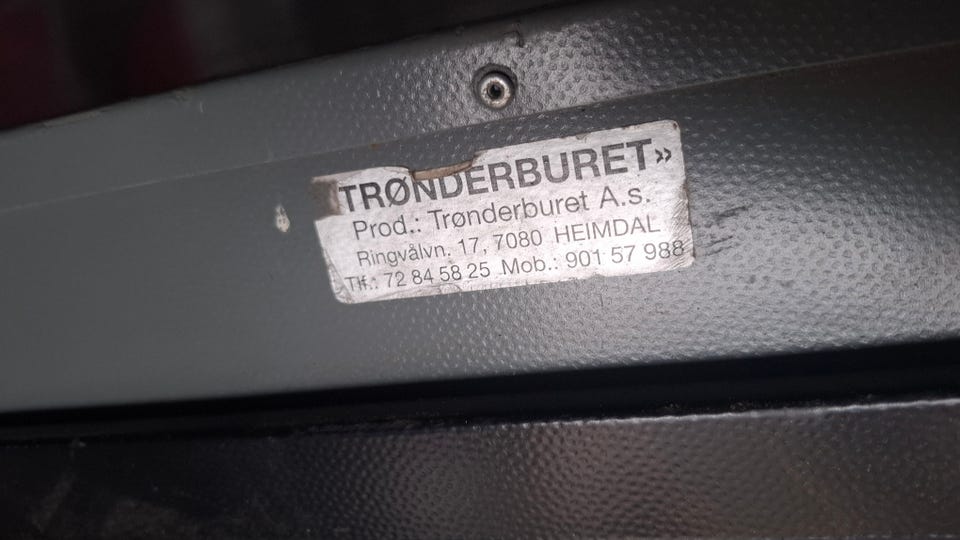 TRØNDERBURET»
Prod.: Trønderburet A.s.
Ringvålvn. 17, 7080 HEIMDAL
Tlf.: 72 84 58 25 Mob.: 901 57 988